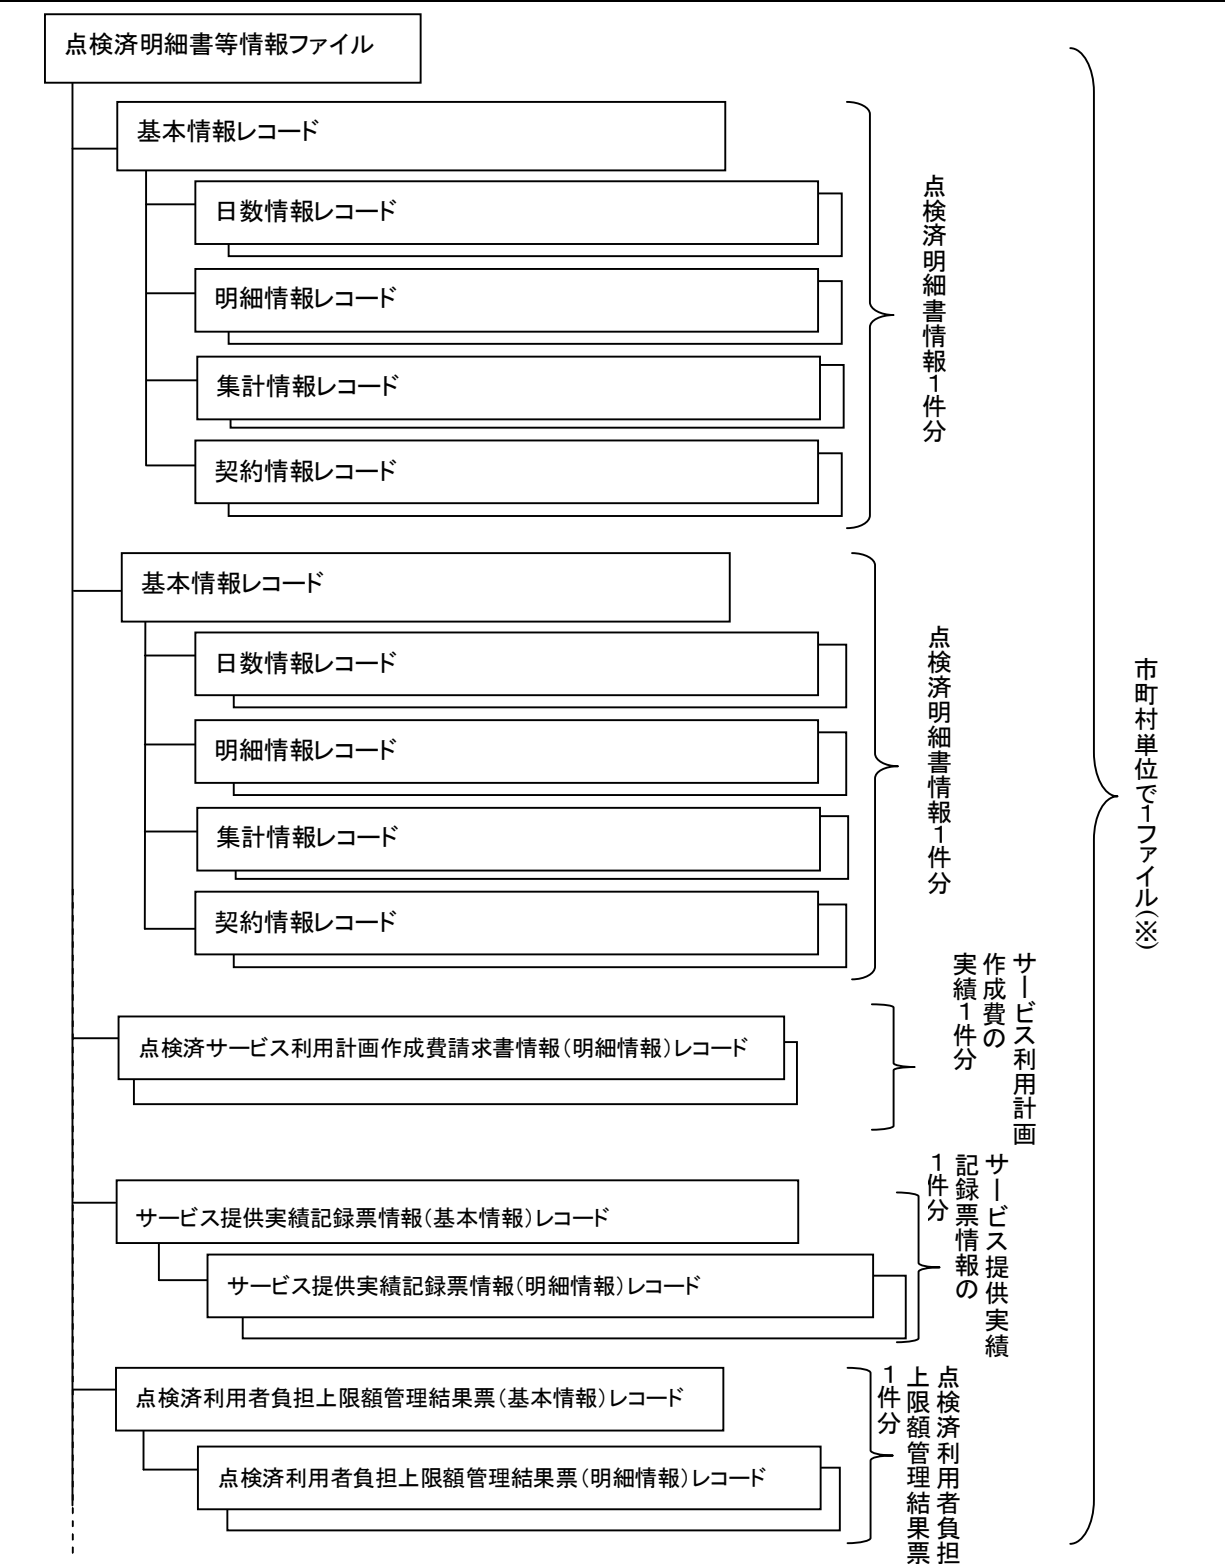 点検済明細書等情報ファイル
基本情報レコード
日数情報レコード
明細情報レコード
集計情報レコード
契約情報レコード
点検済明細書情報1件分
基本情報レコード
日数情報レコード
明細情報レコード
集計情報レコード
契約情報レコード
点検済明細書情報1件分
点検済サービス利用計画作成費請求書情報(明細情報)レコード
サービス利用計画
作成費の
実績1件分
サービス提供実績記録票情報(基本情報)レコード
サービス提供実績記録票情報(明細情報)レコード
サービス提供実績
記録票情報の
1件分
点検済利用者負担上限額管理結果票(基本情報)レコード
点検済利用者負担上限額管理結果票(明細情報)レコード
点検済利用者負担
上限額管理結果票
1件分
市町村単位で1ファイル(※)